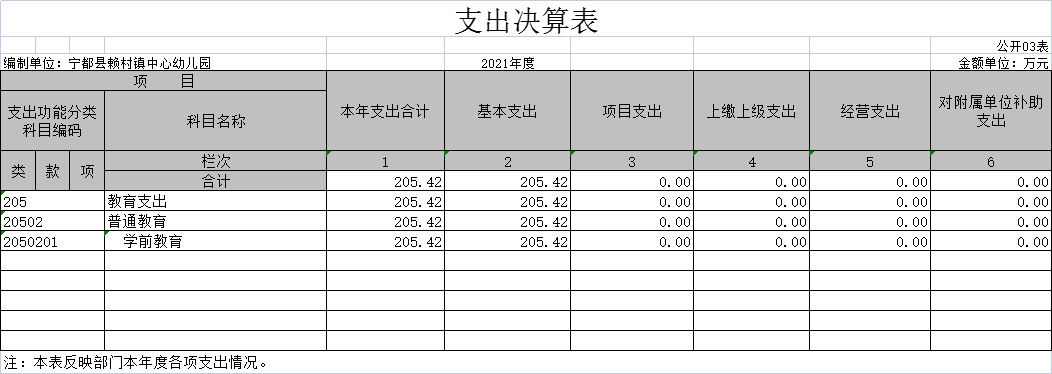 支出决算表
公开03表
编制单位：宁都县赖村镇中心幼儿园 2021年度 金额单位：万元
项 目 本年支出合计 基本支出 项目支出 上缴上级支出 经营支出 对附属单位补助支出
支出功能分类科目编码 科目名称
类 款 项 栏次 1 2 3 4 5 6
合计 205.42 205.42 0.00 0.00 0.00 0.00
205 教育支出 205.42 205.42 0.00 0.00 0.00 0.00
20502 普通教育 205.42 205.42 0.00 0.00 0.00 0.00
2050201 学前教育 205.42 205.42 0.00 0.00 0.00 0.00
注：本表反映部门本年度各项支出情况。